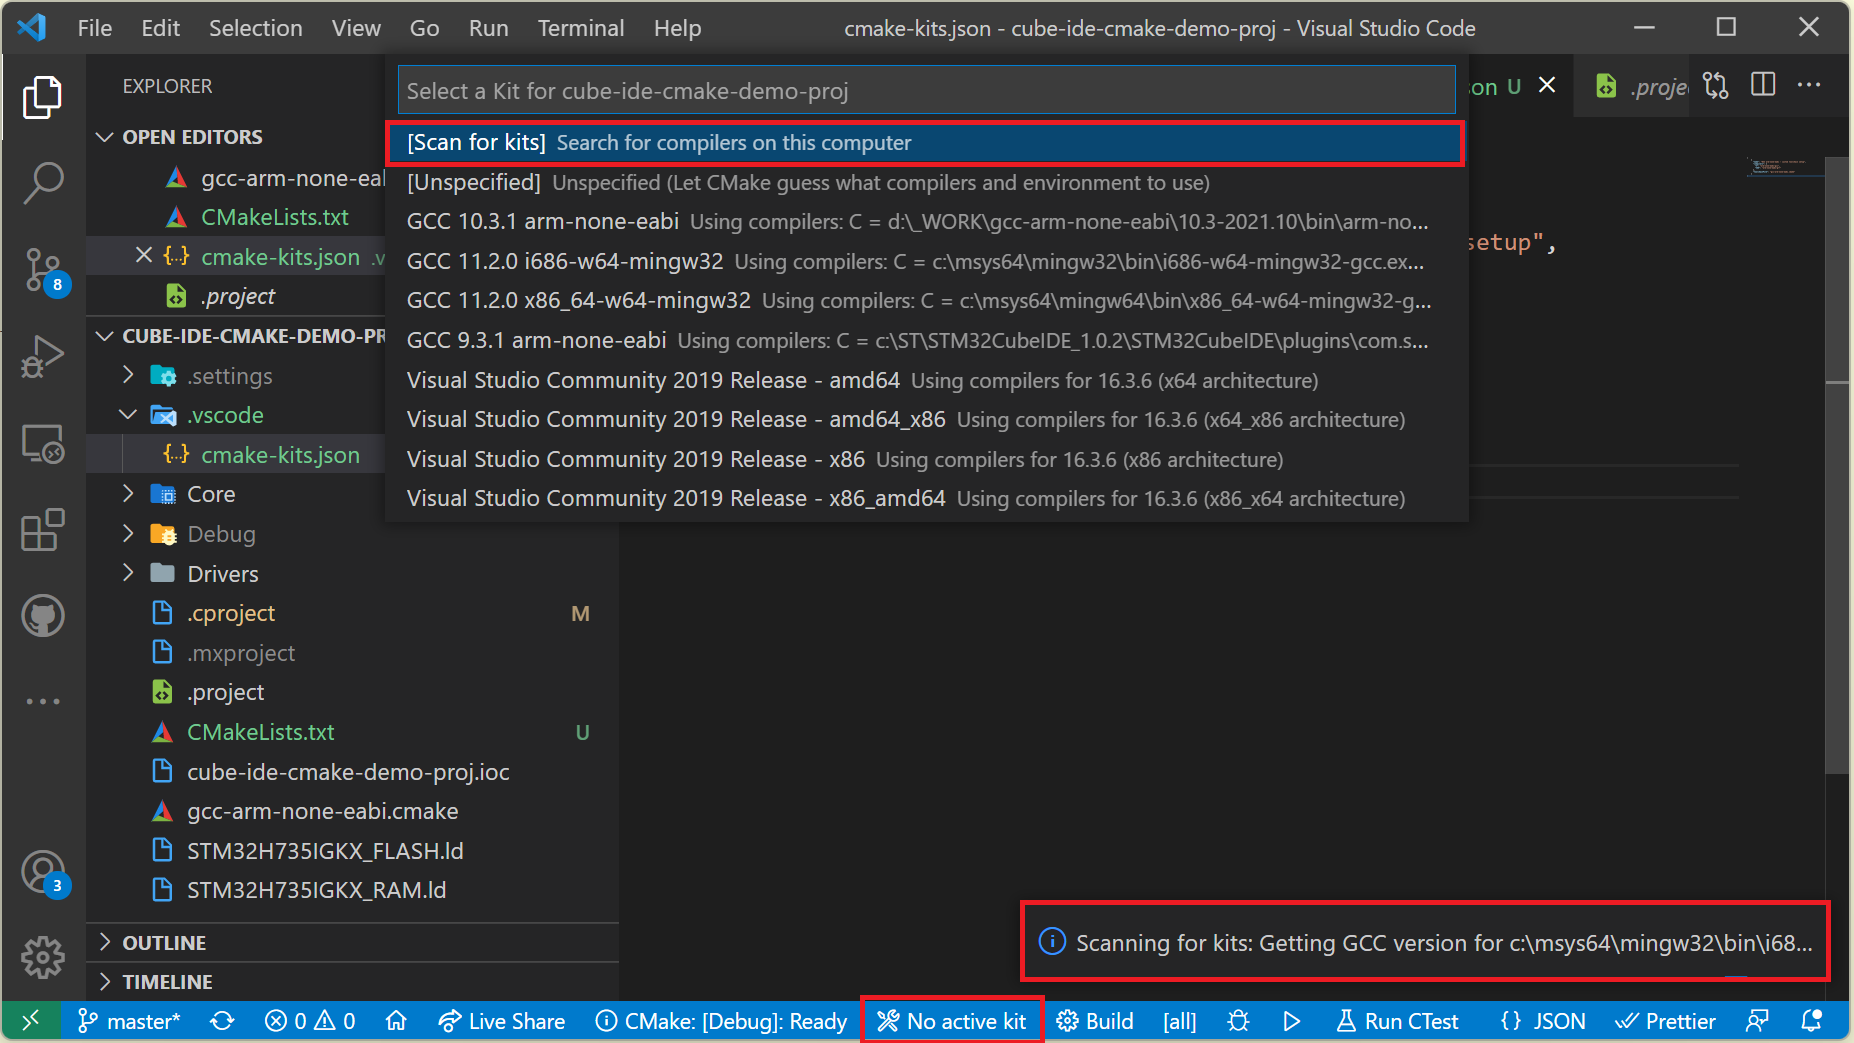 File Edit Selection View Go Run Terminal Help cmake-kits.json - cube-ide-cmake-demo-proj - Visual Studio Code
EXPLORER
Select a Kit for cube-ide-cmake-demo-proj
on U
.proje
OPEN EDITORS
[Scan for kits] Search for compilers on this computer
gcc-arm-none-eal
[Unspecified] Unspecified (Let CMake guess what compilers and environment to use)
CMakeLists.txt
GCC 10.3.1 arm-none-eabi Using compilers: C = d:\_WORK\gcc-arm-none-eabi\10.3-2021.10\bin\arm-no...
setup",
{..} cmake-kits.json .v
GCC 11.2.0 i686-w64-mingw32 Using compilers: C = c:\msys64\mingw32\bin\i686-w64-mingw32-gcc.ex...
8
.project
GCC 11.2.0 x86_64-w64-mingw32 Using compilers: C = c:\msys64\mingw64\bin\x86_64-w64-mingw32-g...
CUBE-IDE-CMAKE-DEMO-PR
GCC 9.3.1 arm-none-eabi Using compilers: C = c:\ST\STM32CubeIDE_1.0.2\STM32CubeIDE\plugins\com.s...
.settings
Visual Studio Community 2019 Release - amd64 Using compilers for 16.3.6 (x64 architecture)
.vscode
Visual Studio Community 2019 Release - amd64_x86 Using compilers for 16.3.6 (x64_x86 architecture)
{..} cmake-kits.json
Visual Studio Community 2019 Release - x86 Using compilers for 16.3.6 (x86 architecture)
Core
Visual Studio Community 2019 Release - x86_amd64 Using compilers for 16.3.6 (x86_x64 architecture)
Debug
Drivers
.cproject M
.mxproject
.project
CMakeLists.txt U
cube-ide-cmake-demo-proj.ioc
gcc-arm-none-eabi.cmake
STM32H735IGKX_FLASH.ld
3
STM32H735IGKX_RAM.ld
OUTLINE
Scanning for kits: Getting GCC version for c:\msys64\mingw32\bin\i68...
TIMELINE
master* 0 0 Live Share CMake: [Debug]: Ready No active kit Build [all] Run CTest {} JSON Prettier